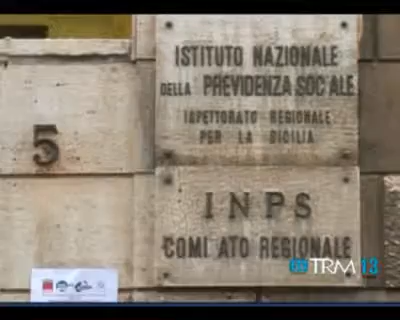 ISTITUTO NAZIONALE
DELLA PREVIDENZA SOC ALE
ISPETTORATO REGIONALE
PER LA SICILIA
5
INPS
COMI ATO REGIONALE
TRM 13